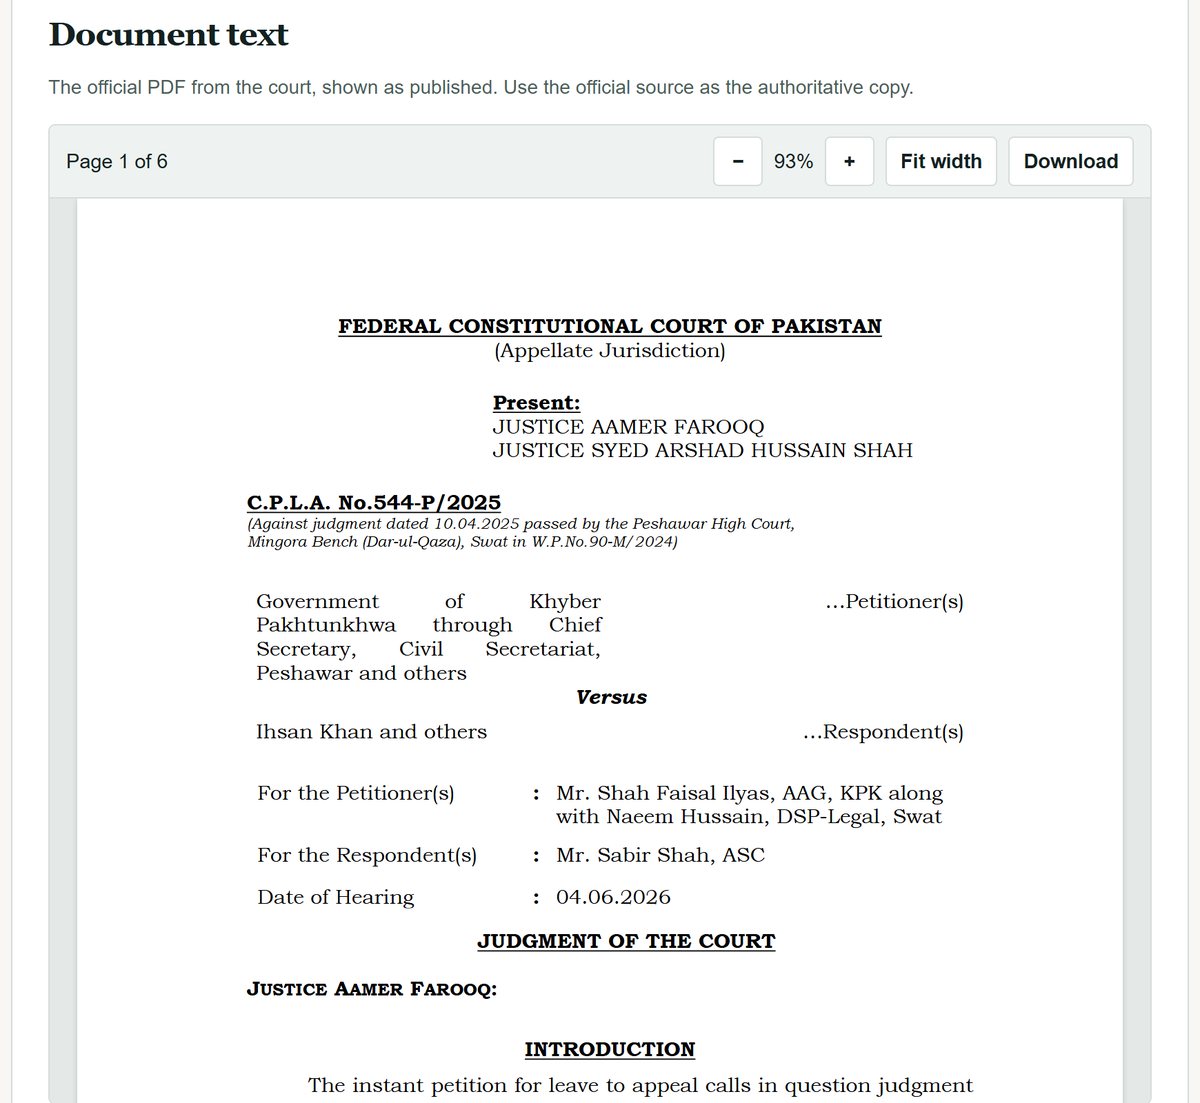 Document text
The official PDF from the court, shown as published. Use the official source as the authoritative copy.
Page 1 of 6
−
93%
+
Fit width
Download
FEDERAL CONSTITUTIONAL COURT OF PAKISTAN
(Appellate Jurisdiction)
Present:
JUSTICE AAMER FAROOQ
JUSTICE SYED ARSHAD HUSSAIN SHAH
C.P.L.A. No.544-P/2025
(Against judgment dated 10.04.2025 passed by the Peshawar High Court,
Mingora Bench (Dar-ul-Qaza), Swat in W.P.No.90-M/2024)
Government of Khyber …Petitioner(s)
Pakhtunkhwa through Chief
Secretary, Civil Secretariat,
Peshawar and others
Versus
Ihsan Khan and others …Respondent(s)
For the Petitioner(s) : Mr. Shah Faisal Ilyas, AAG, KPK along
with Naeem Hussain, DSP-Legal, Swat
For the Respondent(s) : Mr. Sabir Shah, ASC
Date of Hearing : 04.06.2026
JUDGMENT OF THE COURT
JUSTICE AAMER FAROOQ:
INTRODUCTION
The instant petition for leave to appeal calls in question judgment